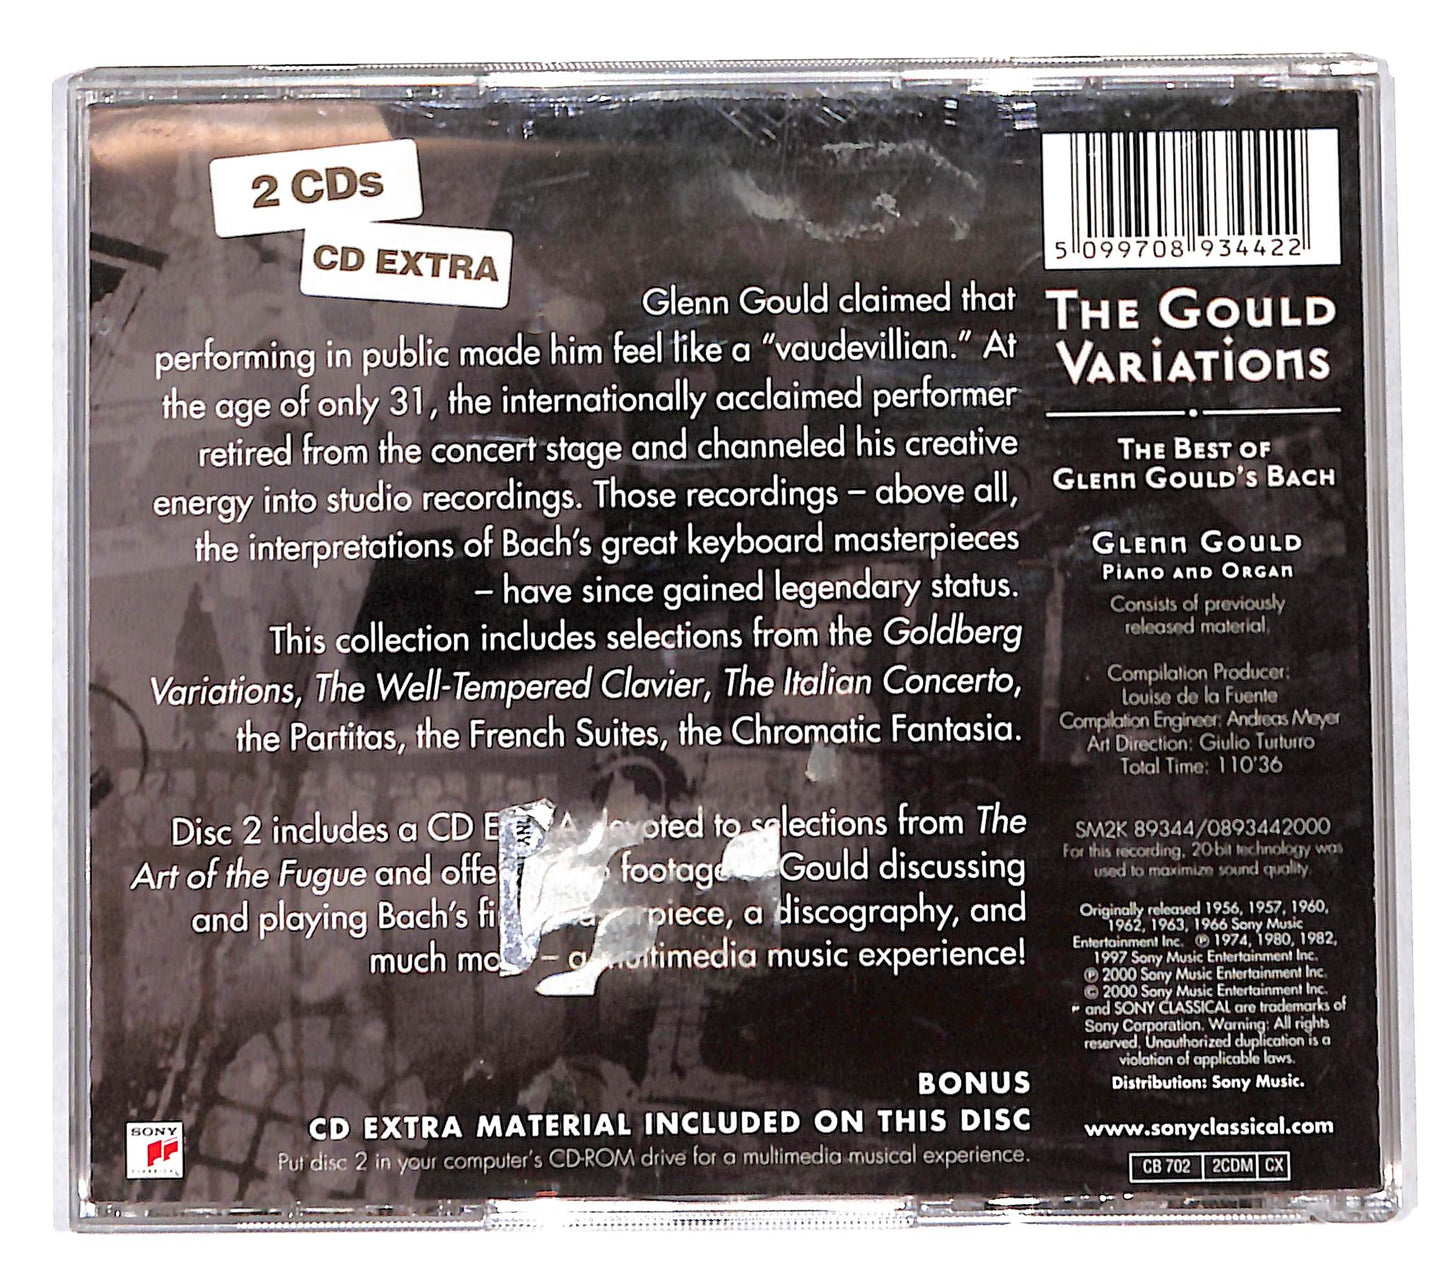 2 CDs
CD EXTRA
Glenn Gould claimed that
performing in public made him feel like a “vaudevillian.” At
the age of only 31, the internationally acclaimed performer
retired from the concert stage and channeled his creative
energy into studio recordings. Those recordings – above all,
the interpretations of Bach’s great keyboard masterpieces
– have since gained legendary status.
This collection includes selections from the Goldberg
Variations, The Well-Tempered Clavier, The Italian Concerto,
the Partitas, the French Suites, the Chromatic Fantasia.
Disc 2 includes a CD devoted to selections from The
Art of the Fugue and footage Gould discussing
and playing Bach’s a discography, and
much – a multimedia music experience!
BONUS
CD EXTRA MATERIAL INCLUDED ON THIS DISC
Put disc 2 in your computer’s CD-ROM drive for a multimedia musical experience.
SONY
CLASSICAL
5 099708 934422
THE GOULD
VARIATIONS
THE BEST OF
GLENN GOULD’S BACH
GLENN GOULD
PIANO AND ORGAN
Consists of previously
released material.
Compilation Producer:
Louise de la Fuente
Compilation Engineer: Andreas Meyer
Art Direction: Giulio Turturro
Total Time: 110’36
SM2K 89344/0893442000
For this recording, 20-bit technology was
used to maximize sound quality.
Originally released 1956, 1957, 1960,
1962, 1963, 1966 Sony Music
Entertainment Inc. ℗ 1974, 1980, 1982,
1997 Sony Music Entertainment Inc.
℗ 2000 Sony Music Entertainment Inc.
© 2000 Sony Music Entertainment Inc.
and SONY CLASSICAL are trademarks of
Sony Corporation. Warning: All rights
reserved. Unauthorized duplication is a
violation of applicable laws.
Distribution: Sony Music.
www.sonyclassical.com
CB 702 2CDM CX